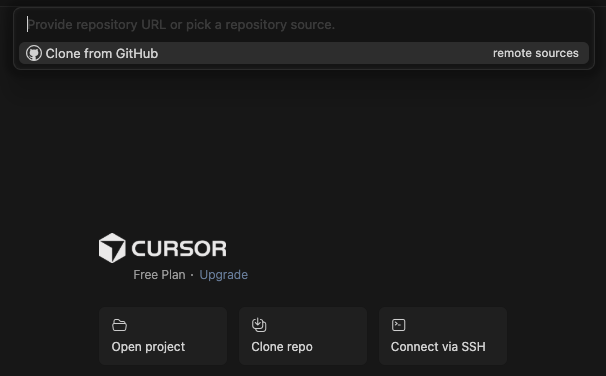 Provide repository URL or pick a repository source.
Clone from GitHub remote sources
CURSOR
Free Plan · Upgrade
Open project Clone repo Connect via SSH